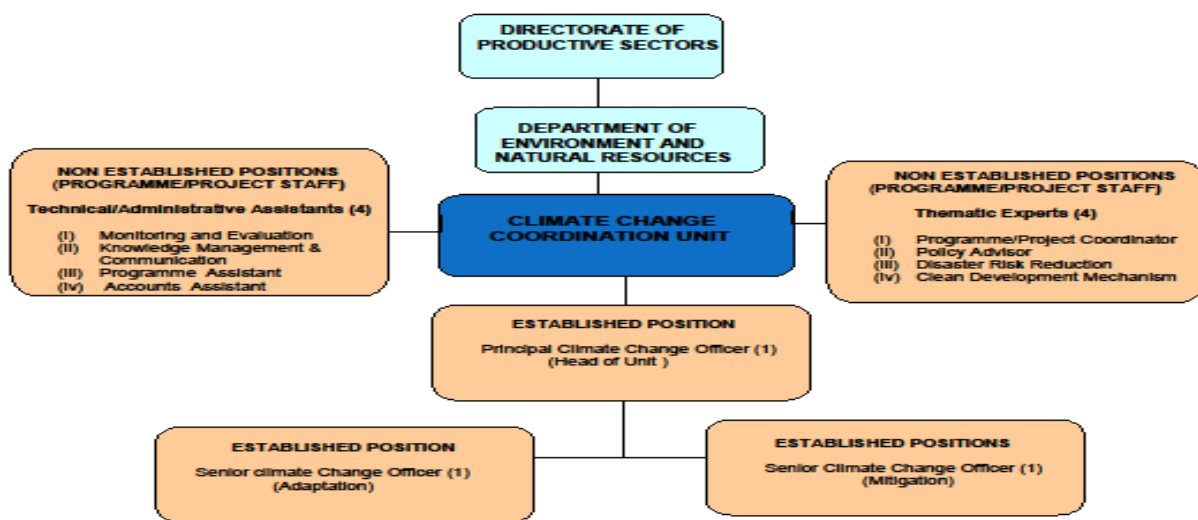 DIRECTORATE OF
PRODUCTIVE SECTORS
DEPARTMENT OF
ENVIRONMENT AND
NATURAL RESOURCES
NON ESTABLISHED POSITIONS
(PROGRAMME/PROJECT STAFF)
Technical/Administrative Assistants (4)
(I) Monitoring and Evaluation
(II) Knowledge Management &
Communication
(III) Programme Assistant
(Iv) Accounts Assistant
CLIMATE CHANGE
COORDINATION UNIT
NON ESTABLISHED POSITIONS
(PROGRAMME/PROJECT STAFF)
Thematic Experts (4)
(I) Programme/Project Coordinator
(II) Policy Advisor
(III) Disaster Risk Reduction
(Iv) Clean Development Mechanism
ESTABLISHED POSITION
Principal Climate Change Officer (1)
(Head of Unit )
ESTABLISHED POSITION
Senior climate Change Officer (1)
(Adaptation)
ESTABLISHED POSITIONS
Senior Climate Change Officer (1)
(Mitigation)